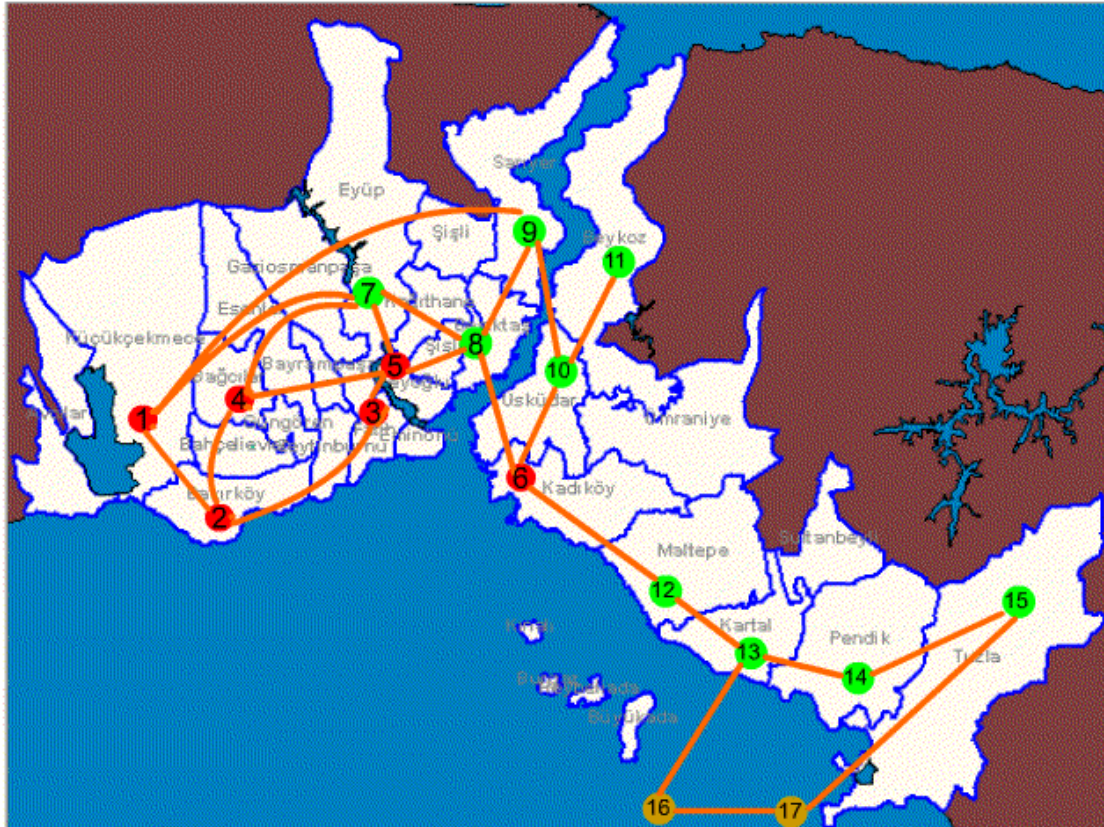 Sarıyer
Eyüp
9
Şişli
Beykoz
11
Gaziosmanpaşa
7
Kağıthane
Esenler
Küçükçekmece
8
Beşiktaş
Şişli
Bayrampaşa
5
Bağcılar
10
Beyoğlu
4
Üsküdar
1
3
Ümraniye
Güngören
Eminönü
Bahçelievler
Zeytinburnu
6
Kadıköy
Bakırköy
2
Maltepe
Sultanbeyli
12
15
Kartal
Pendik
13
Tuzla
14
Büyükada
16
17